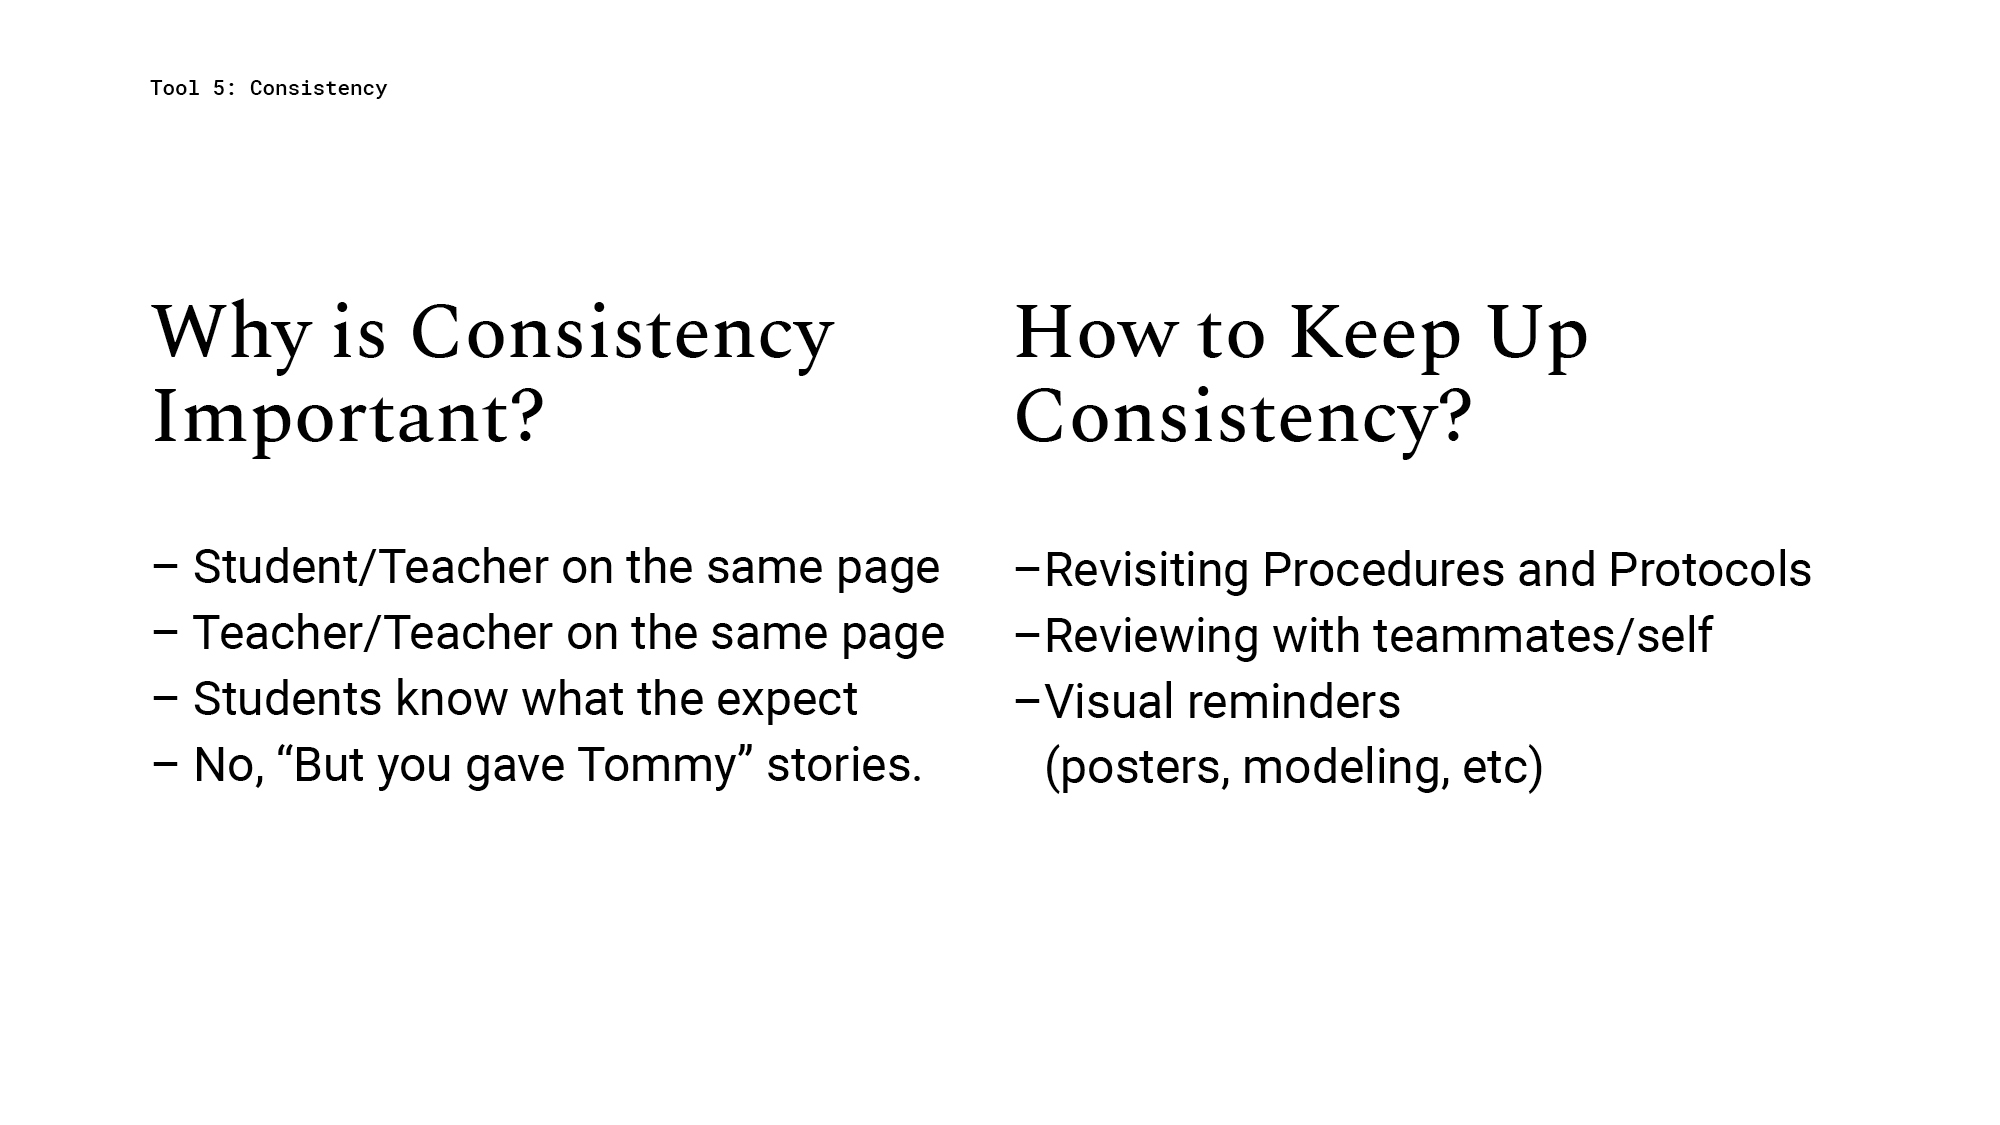 Tool 5: Consistency
Why is Consistency
Important?
– Student/Teacher on the same page
– Teacher/Teacher on the same page
– Students know what the expect
– No, “But you gave Tommy” stories.
How to Keep Up
Consistency?
–Revisiting Procedures and Protocols
–Reviewing with teammates/self
–Visual reminders
(posters, modeling, etc)